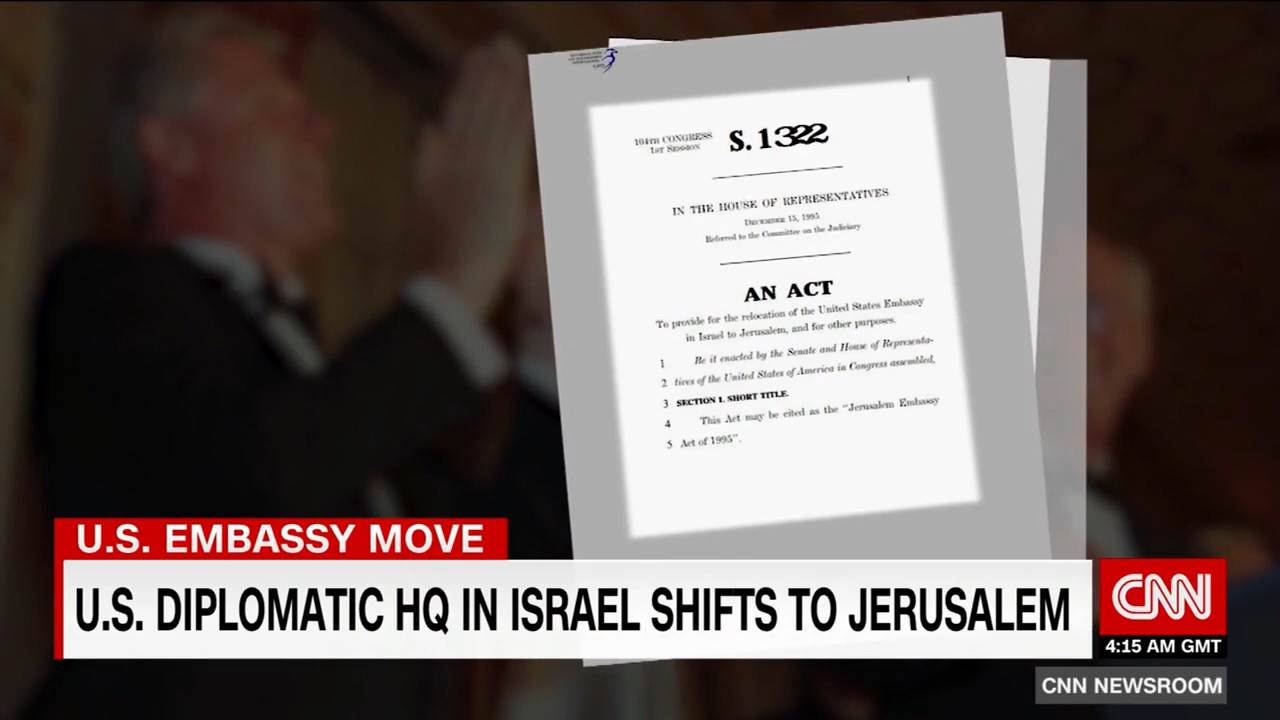 1
104TH CONGRESS
1ST SESSION
S. 1322
IN THE HOUSE OF REPRESENTATIVES
DECEMBER 15, 1995
Referred to the Committee on the Judiciary
AN ACT
To provide for the relocation of the United States Embassy
in Israel to Jerusalem, and for other purposes.
1 Be it enacted by the Senate and House of Representa-
2 tives of the United States of America in Congress assembled,
3 SECTION 1. SHORT TITLE.
4 This Act may be cited as the “Jerusalem Embassy
5 Act of 1995”.
U.S. EMBASSY MOVE
U.S. DIPLOMATIC HQ IN ISRAEL SHIFTS TO JERUSALEM
CNN
4:15 AM GMT
CNN NEWSROOM